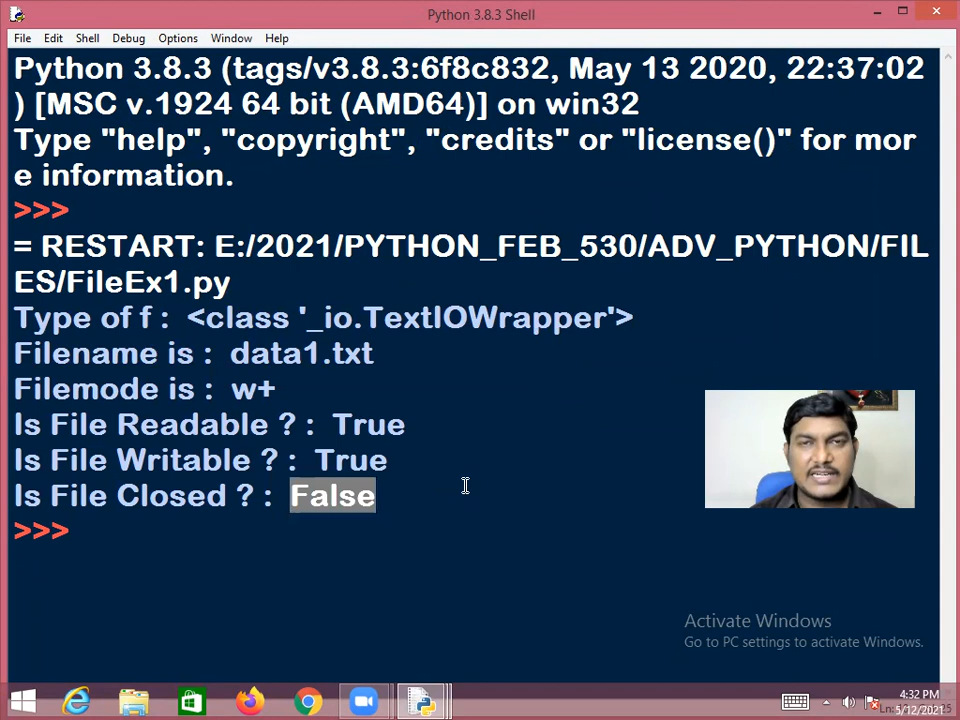 Python 3.8.3 Shell
File Edit Shell Debug Options Window Help
Python 3.8.3 (tags/v3.8.3:6f8c832, May 13 2020, 22:37:02
) [MSC v.1924 64 bit (AMD64)] on win32
Type "help", "copyright", "credits" or "license()" for mor
e information.
>>>
= RESTART: E:/2021/PYTHON_FEB_530/ADV_PYTHON/FIL
ES/FileEx1.py
Type of f : <class '_io.TextIOWrapper'>
Filename is : data1.txt
Filemode is : w+
Is File Readable ? : True
Is File Writable ? : True
Is File Closed ? : False
>>>
Activate Windows
Go to PC settings to activate Windows.
4:32 PM
5/12/2021